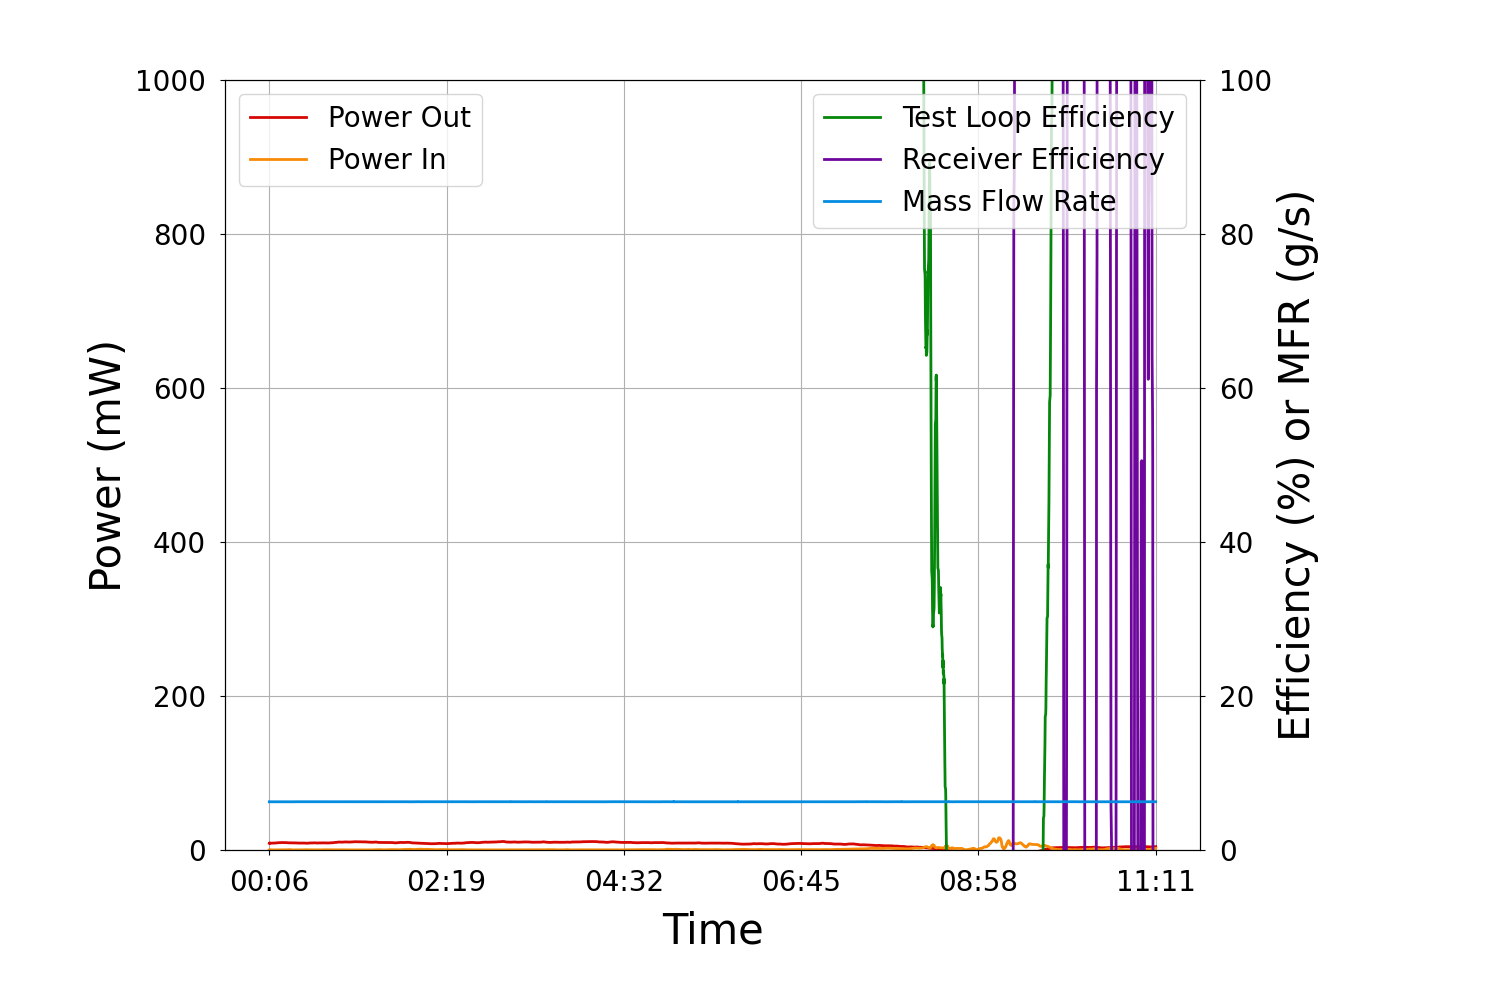 1000
800
600
400
200
0
Power (mW)
Power Out
Power In
Test Loop Efficiency
Receiver Efficiency
Mass Flow Rate
100
80
60
40
20
0
Efficiency (%) or MFR (g/s)
00:06
02:19
04:32
06:45
08:58
11:11
Time